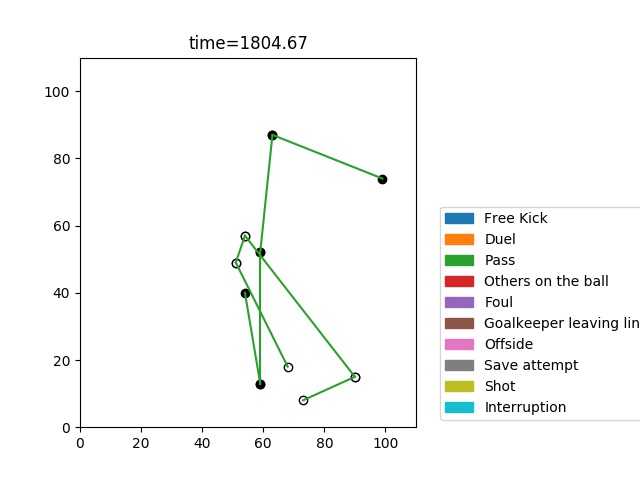 time=1804.67
100
80
60
40
20
0
0 20 40 60 80 100
Free Kick
Duel
Pass
Others on the ball
Foul
Goalkeeper leaving lin
Offside
Save attempt
Shot
Interruption